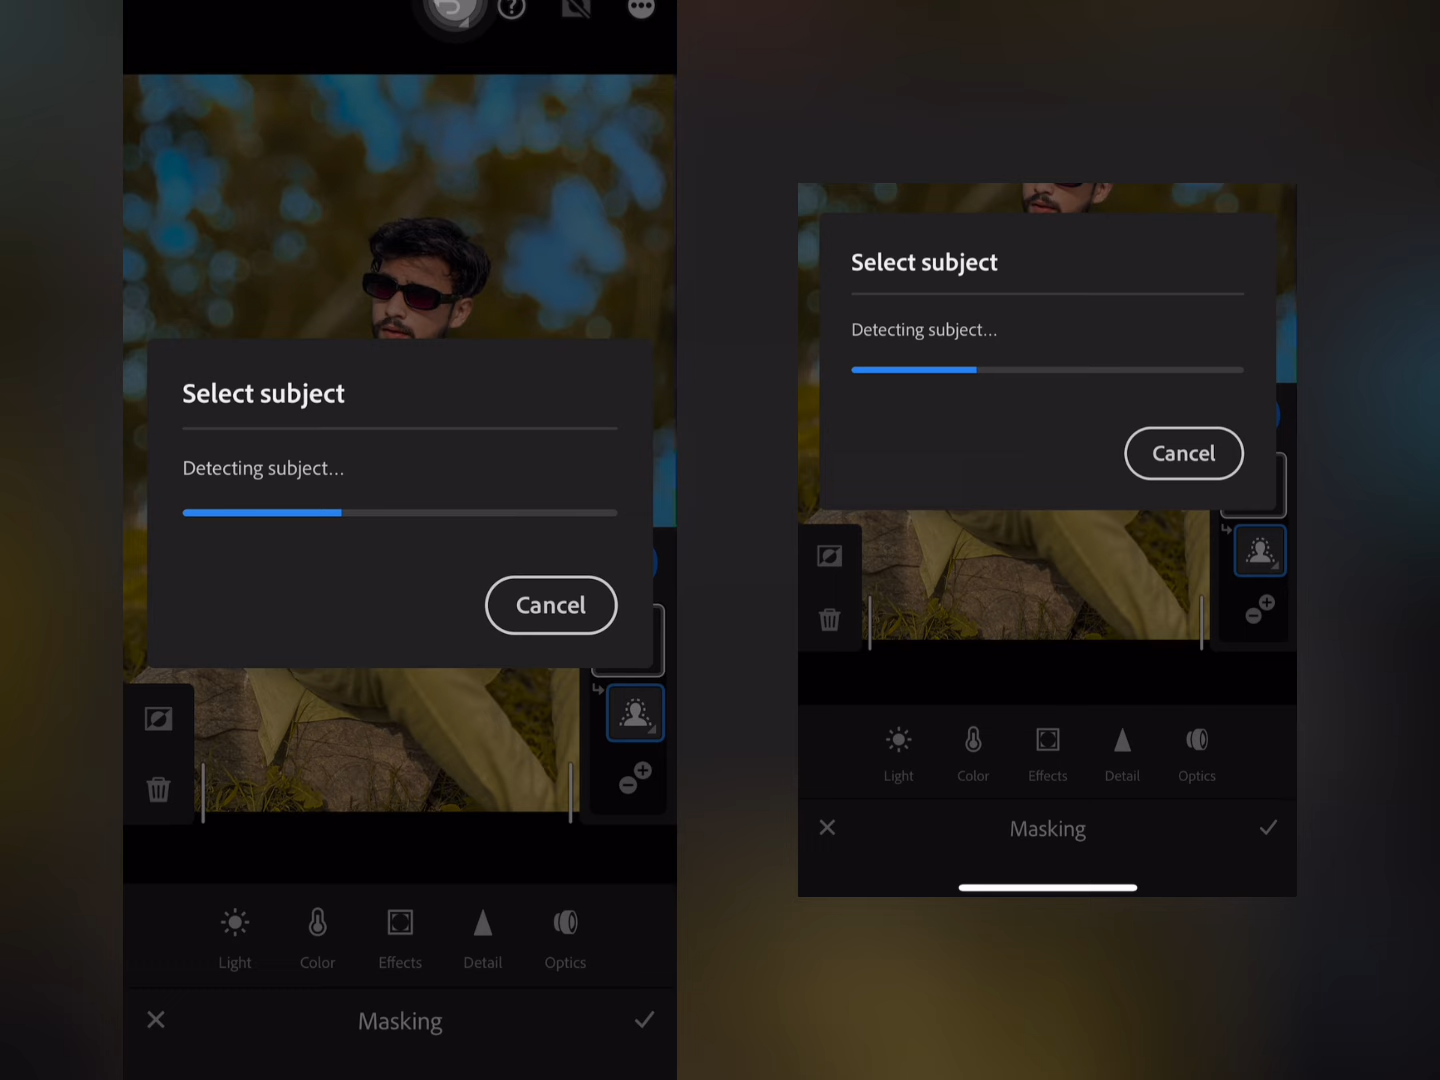 Select subject
Detecting subject...
Cancel
Light
Color
Effects
Detail
Optics
Masking
Select subject
Detecting subject...
Cancel
Light
Color
Effects
Detail
Optics
Masking